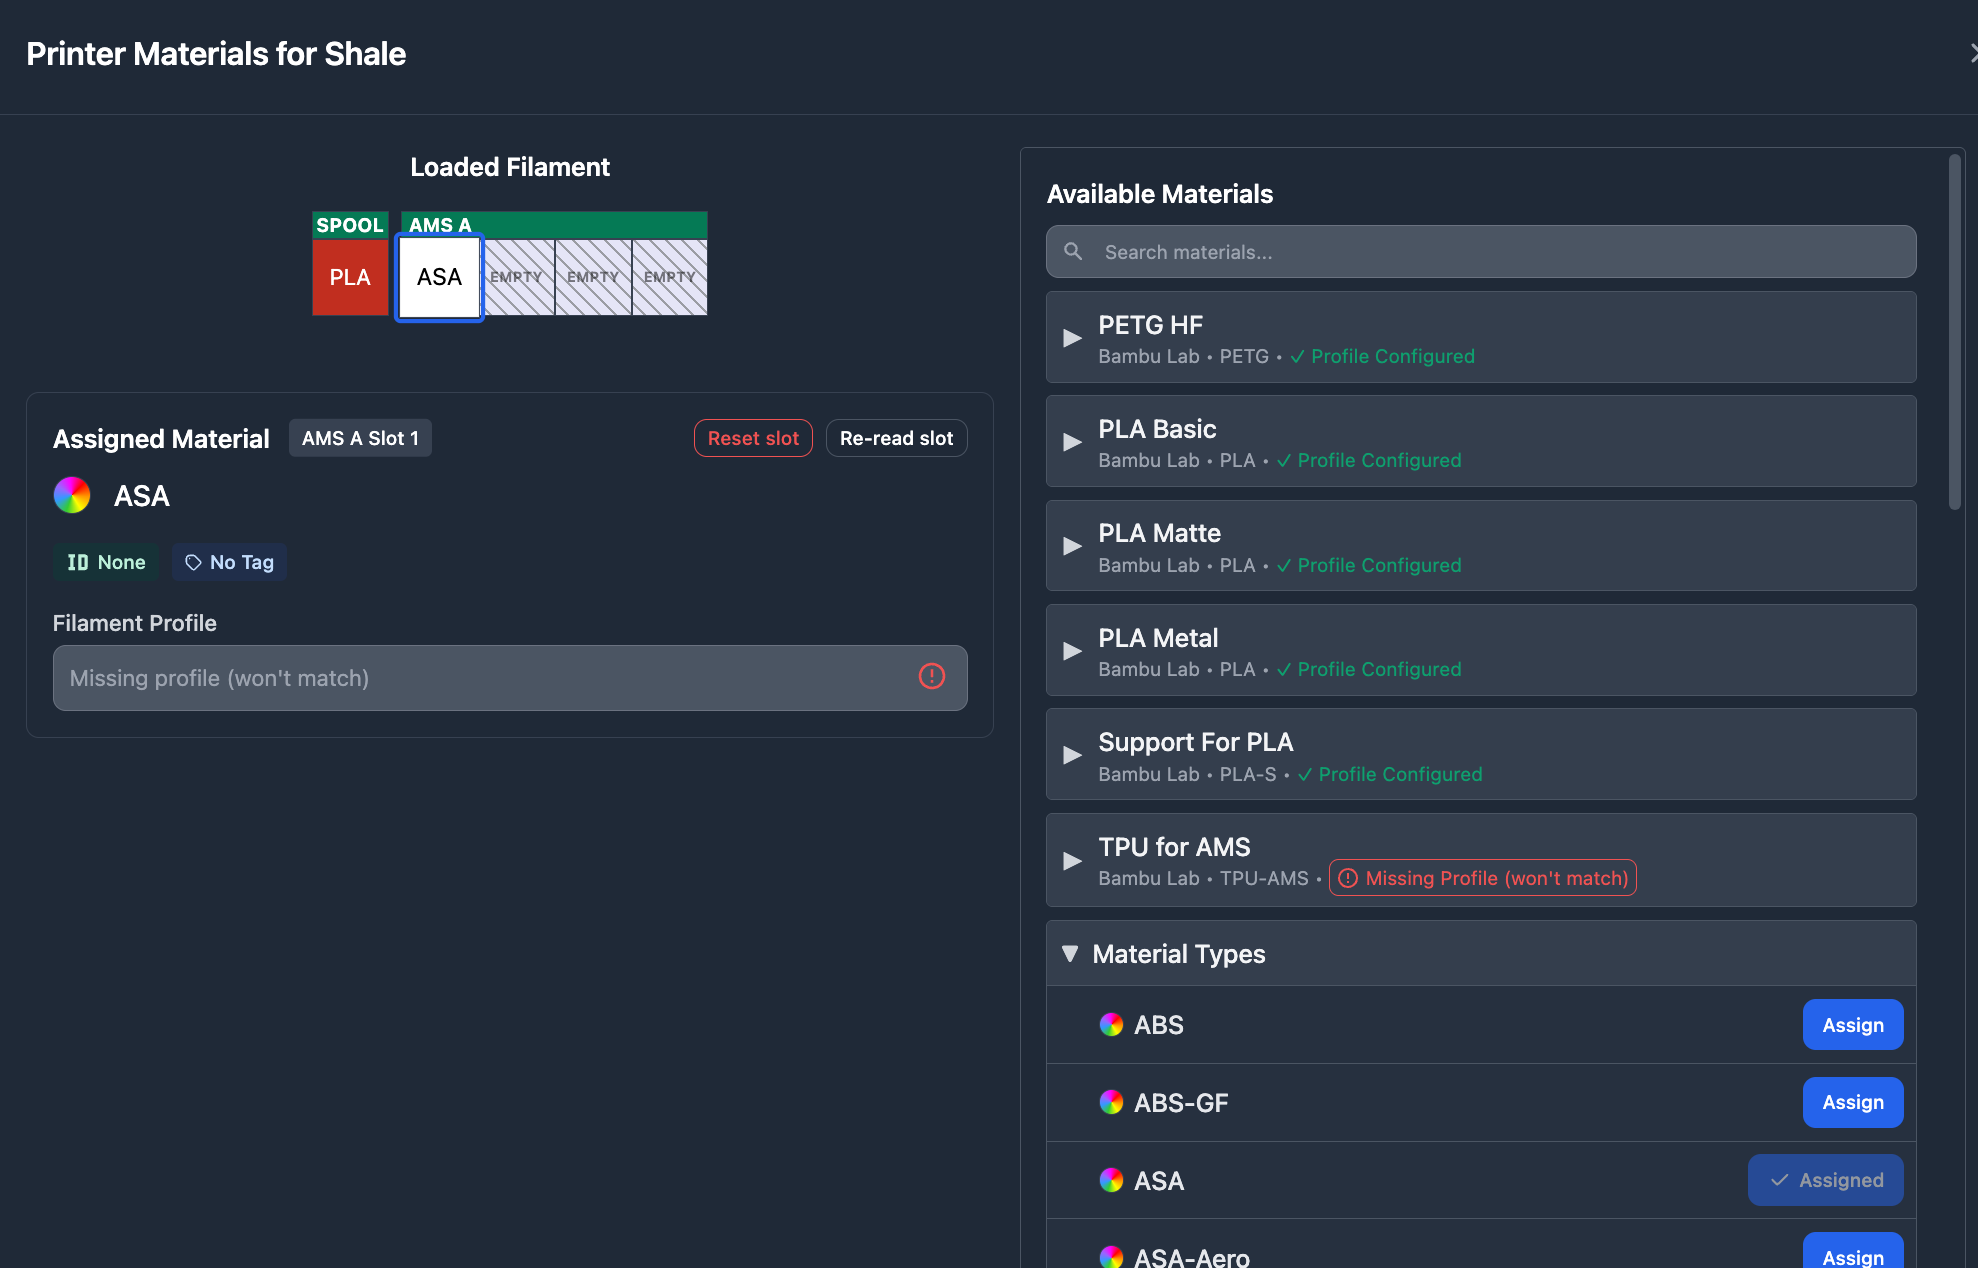 Printer Materials for Shale
Loaded Filament
SPOOL
AMS A
PLA
ASA
EMPTY
EMPTY
EMPTY
Assigned Material
AMS A Slot 1
Reset slot
Re-read slot
ASA
ID None
No Tag
Filament Profile
Missing profile (won't match)
Available Materials
Search materials...
PETG HF
Bambu Lab • PETG • ✓ Profile Configured
PLA Basic
Bambu Lab • PLA • ✓ Profile Configured
PLA Matte
Bambu Lab • PLA • ✓ Profile Configured
PLA Metal
Bambu Lab • PLA • ✓ Profile Configured
Support For PLA
Bambu Lab • PLA-S • ✓ Profile Configured
TPU for AMS
Bambu Lab • TPU-AMS • Missing Profile (won't match)
Material Types
ABS
Assign
ABS-GF
Assign
ASA
✓ Assigned
ASA-Aero
Assign